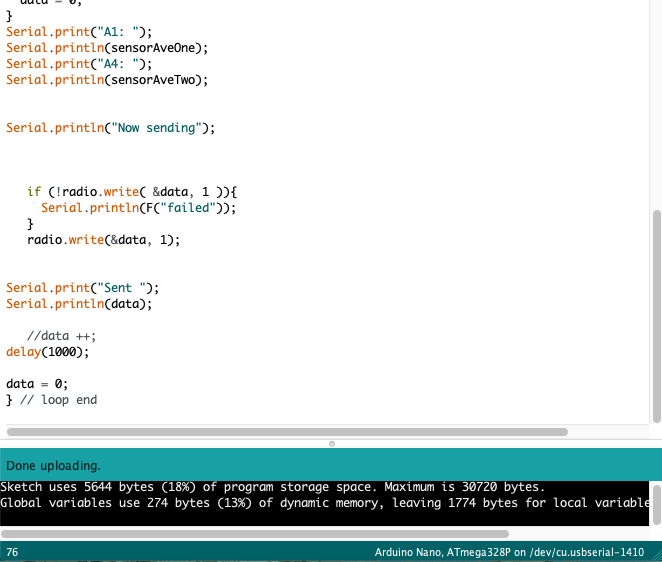 data = 0;
}
Serial.print("A1: ");
Serial.println(sensorAveOne);
Serial.print("A4: ");
Serial.println(sensorAveTwo);
Serial.println("Now sending");
if (!radio.write( &data, 1 )){
Serial.println(F("failed"));
}
radio.write(&data, 1);
Serial.print("Sent ");
Serial.println(data);
//data ++;
delay(1000);
data = 0;
} // loop end
Done uploading.
Sketch uses 5644 bytes (18%) of program storage space. Maximum is 30720 bytes.
Global variables use 274 bytes (13%) of dynamic memory, leaving 1774 bytes for local variable
76
Arduino Nano, ATmega328P on /dev/cu.usbserial-1410